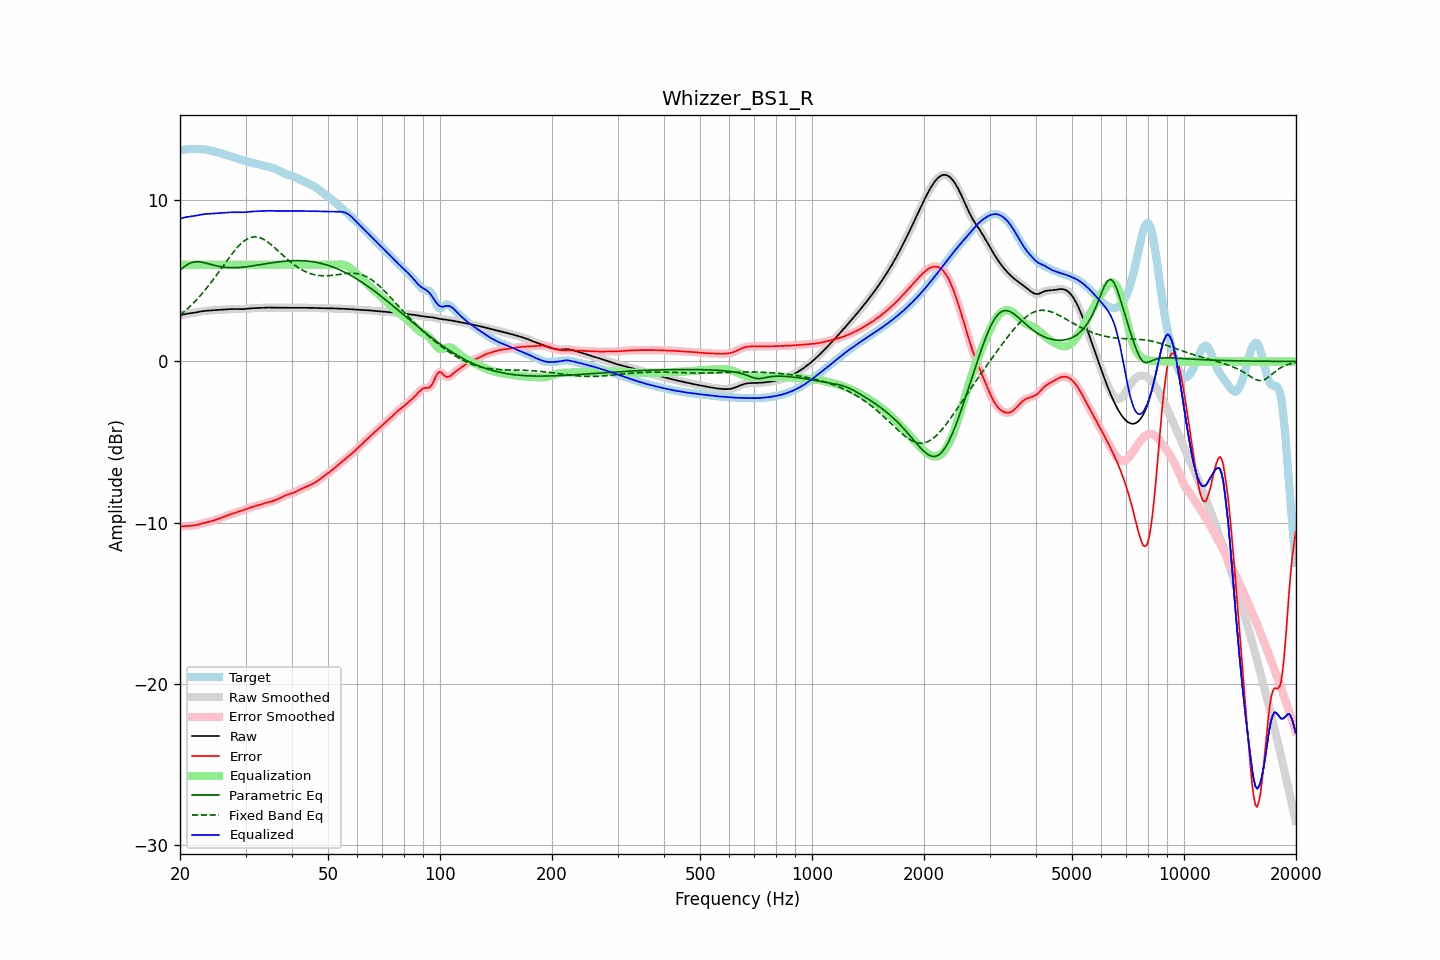 Whizzer_BS1_R
Amplitude (dBr)
10
0
−10
−20
−30
Target
Raw Smoothed
Error Smoothed
Raw
Error
Equalization
Parametric Eq
Fixed Band Eq
Equalized
20 50 100 200 500 1000 2000 5000 10000 20000
Frequency (Hz)